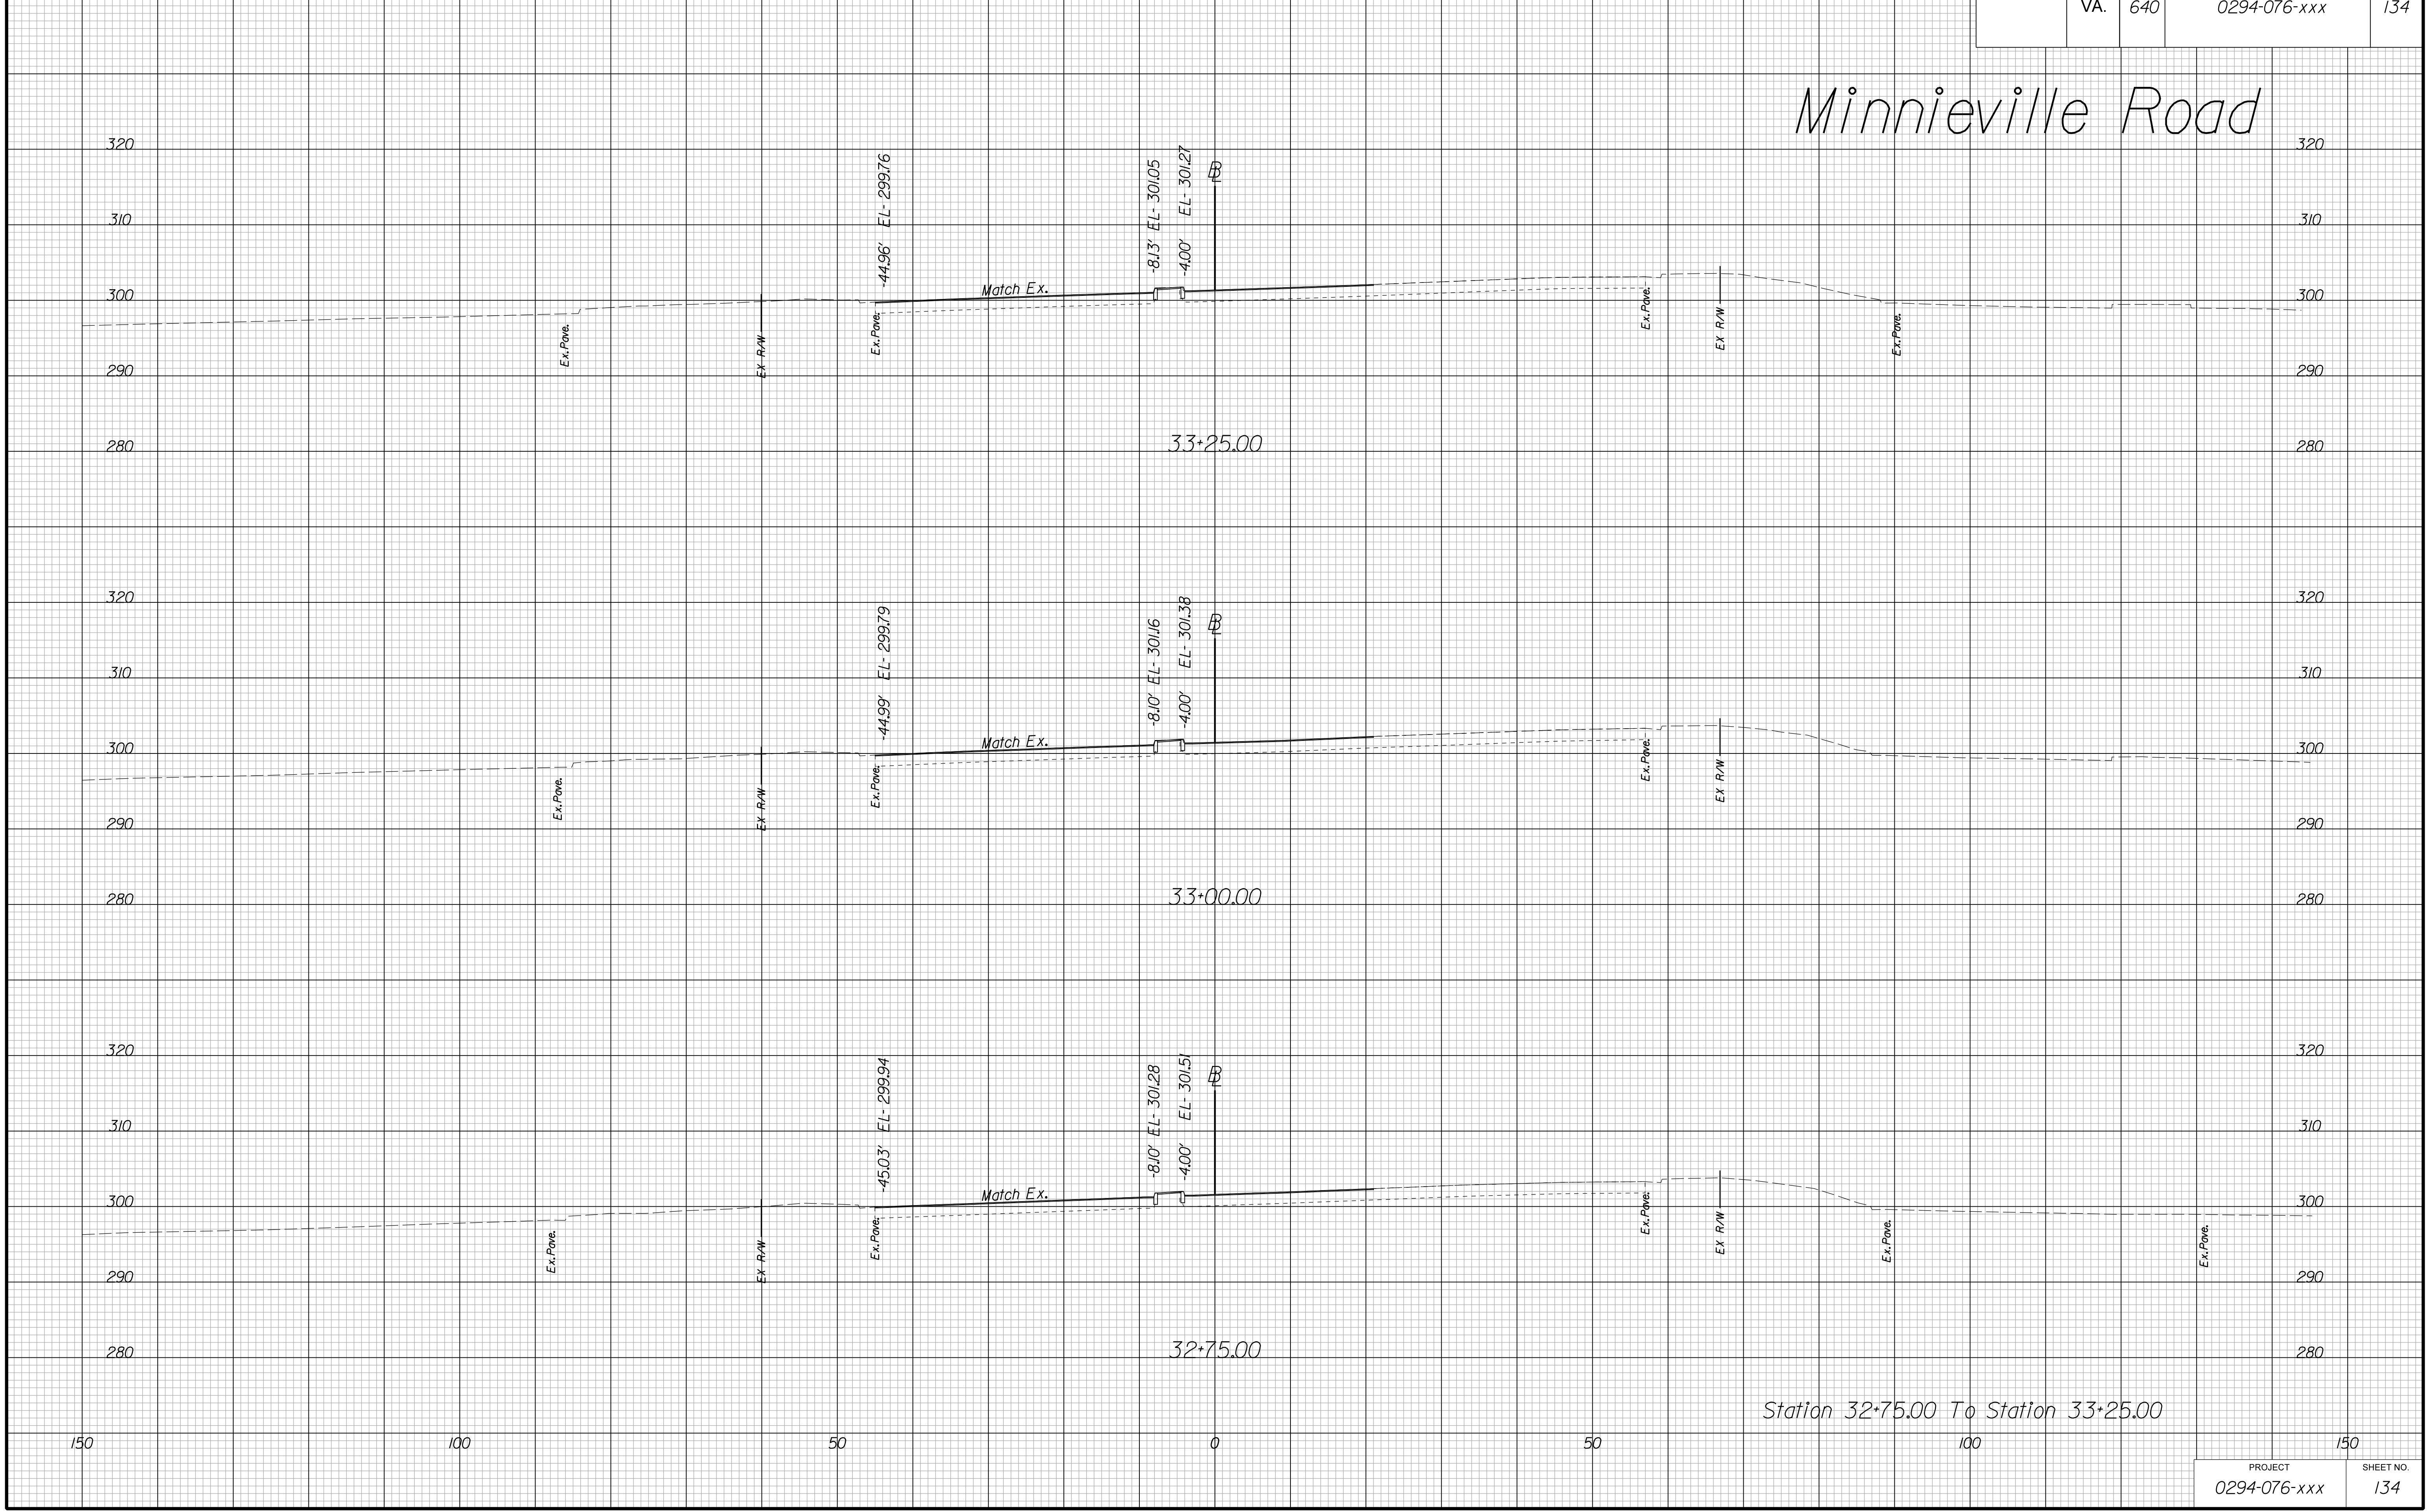 VA. 640 0294-076-xxx 134
Minnieville Road
320 320
-44.96' EL- 299.76
-8.13' EL- 301.05
-4.00' EL- 301.27
BL
310 310
Match Ex.
300 300
Ex.Pave. EX R/W Ex.Pave. Ex.Pave. EX R/W Ex.Pave.
290 290
280 33+25.00 280
320 320
-44.99' EL- 299.79
-8.10' EL- 301.16
-4.00' EL- 301.38
BL
310 310
Match Ex.
300 300
Ex.Pave. EX R/W Ex.Pave. Ex.Pave. EX R/W
290 290
280 33+00.00 280
320 320
-45.03' EL- 299.94
-8.10' EL- 301.28
-4.00' EL- 301.51
BL
310 310
Match Ex.
300 300
Ex.Pave. EX R/W Ex.Pave. Ex.Pave. EX R/W Ex.Pave. Ex.Pave.
290 290
280 32+75.00 280
Station 32+75.00 To Station 33+25.00
150 100 50 0 50 100 150
PROJECT SHEET NO.
0294-076-xxx 134